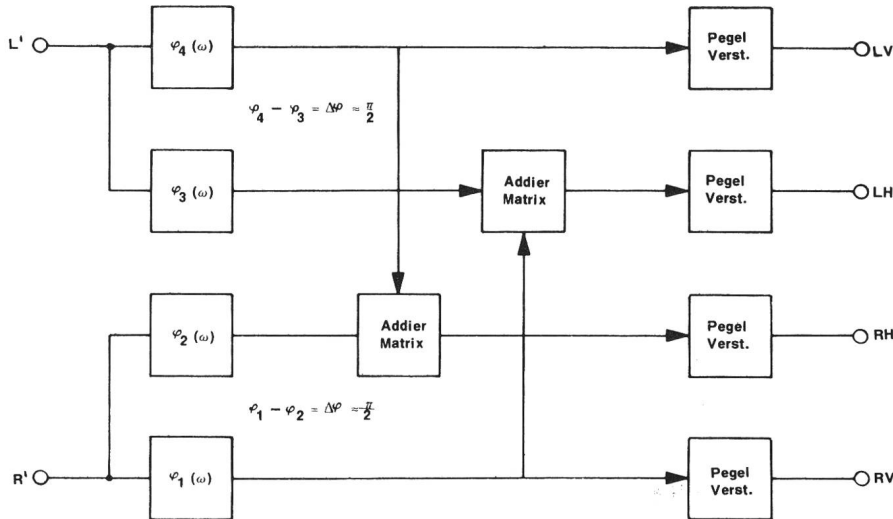 L'
φ4 (ω)
Pegel
Verst.
LV
φ4 − φ3 = Δφ ≈ π/2
φ3 (ω)
Addier
Matrix
Pegel
Verst.
LH
φ2 (ω)
Addier
Matrix
Pegel
Verst.
RH
φ1 − φ2 = Δφ ≈ π/2
R'
φ1 (ω)
Pegel
Verst.
RV